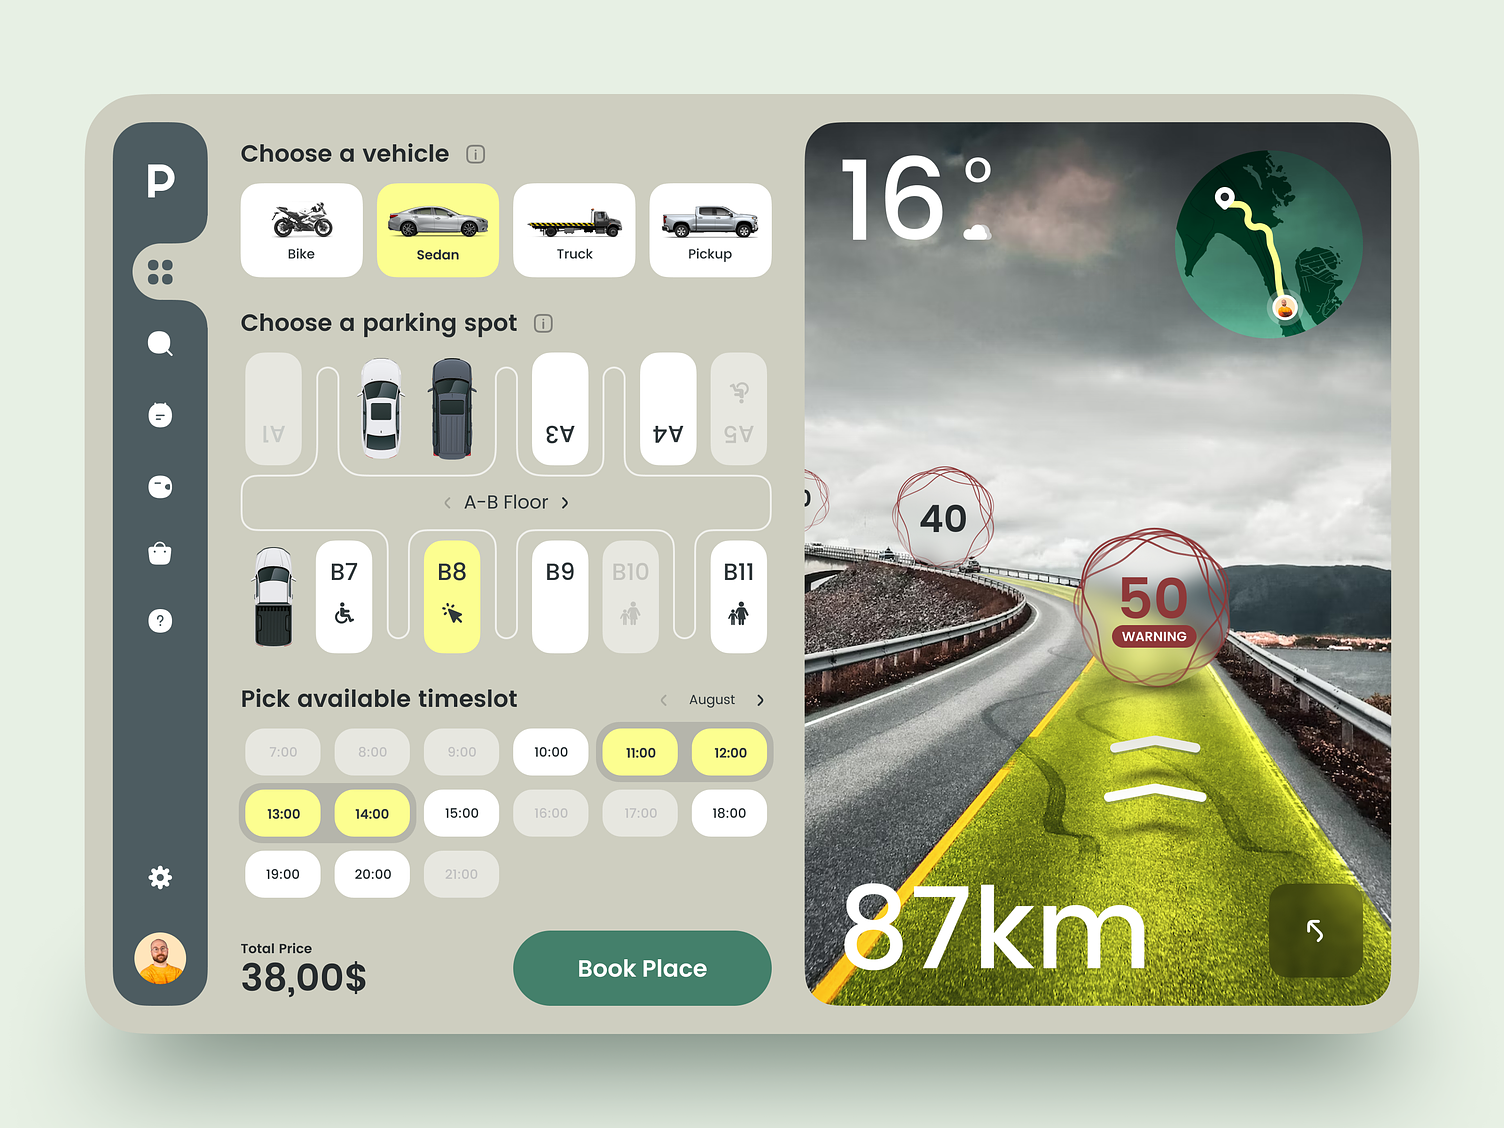 P
Choose a vehicle
Bike
Sedan
Truck
Pickup
Choose a parking spot
A1
A3
A4
A5
A-B Floor
B7
B8
B9
B10
B11
Pick available timeslot
August
7:00
8:00
9:00
10:00
11:00
12:00
13:00
14:00
15:00
16:00
17:00
18:00
19:00
20:00
21:00
Total Price
38,00$
Book Place
16°
40
50
WARNING
87km